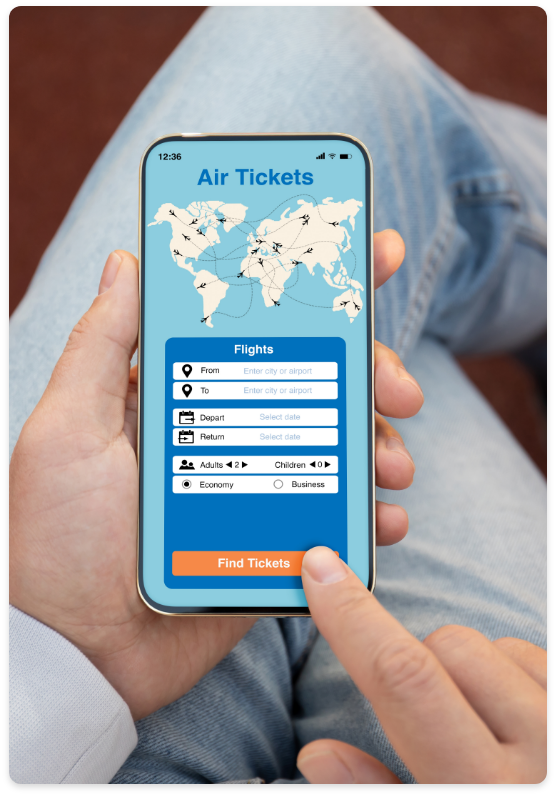 12:36
Air Tickets
Flights
From Enter city or airport
To Enter city or airport
Depart Select date
Return Select date
Adults 2 Children 0
Economy Business
Find Tickets